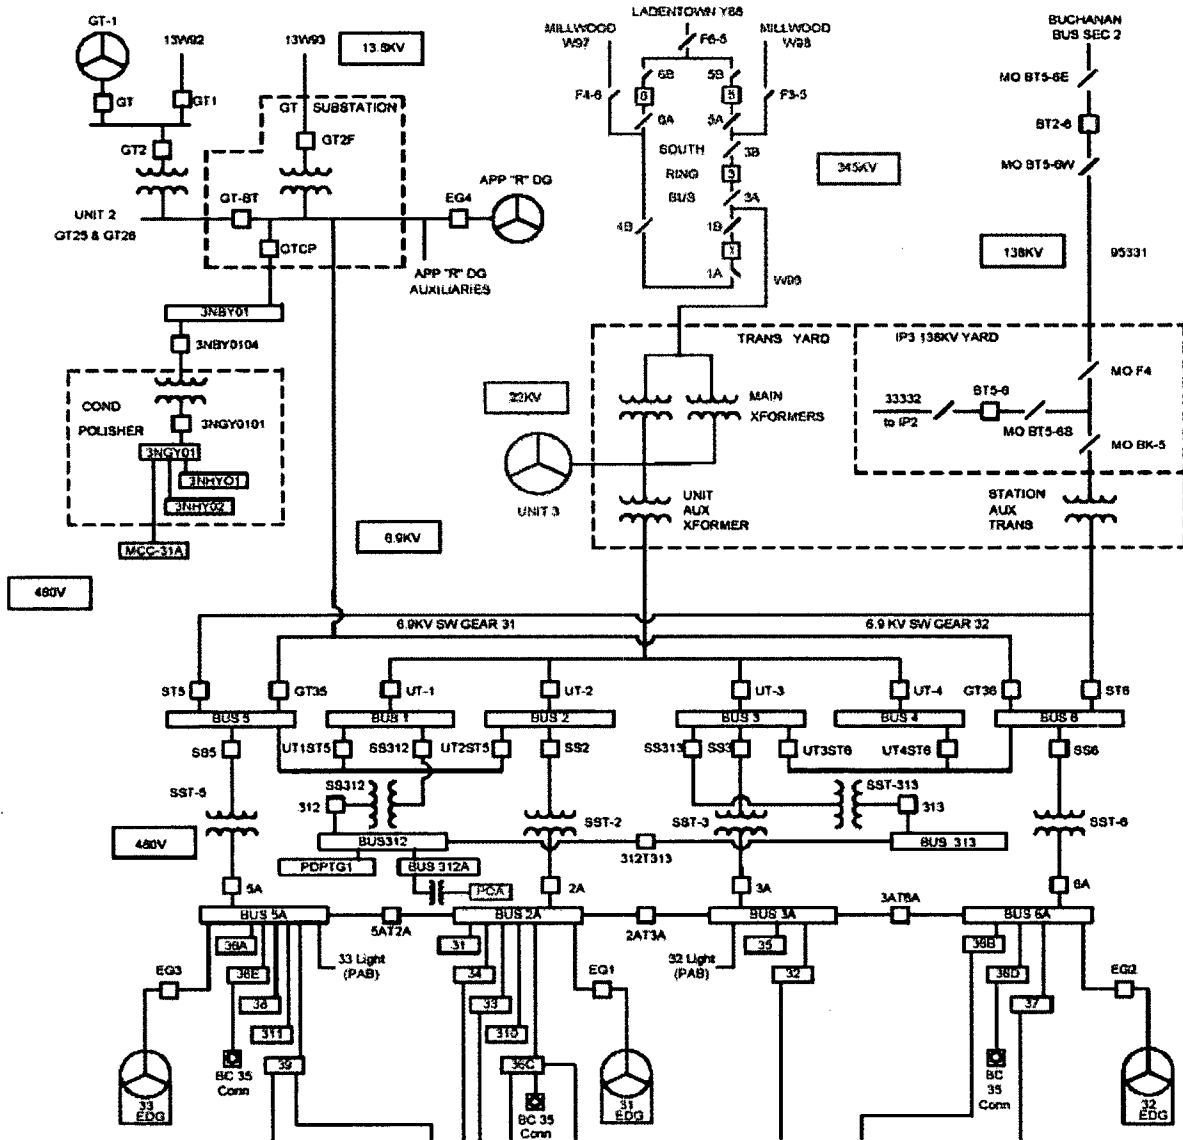 GT-1
13W92
13W93
13.8KV
GT
GT1
GT SUBSTATION
GT2
GT2F
UNIT 2
GT25 & GT26
GT-BT
GTCP
EG4
APP "R" DG
APP "R" DG
AUXILIARIES
3NBY01
3NBY0104
COND
POLISHER
3NGY0101
3NGY01
3NHY01
3NHY02
MCC-31A
480V
6.9KV
LADENTOWN Y88
MILLWOOD
W97
F6-5
MILLWOOD
W98
6B
5B
F4-6
6
5
F3-5
6A
5A
SOUTH
RING
BUS
3B
3
3A
4B
1B
1
1A
345KV
BUCHANAN
BUS SEC 2
MO BT5-6E
BT2-6
MO BT5-6W
138KV
95331
TRANS YARD
IP3 138KV YARD
22KV
MAIN
XFORMERS
MO F4
33332
to IP2
BT5-6
MO BT5-6S
MO BK-5
UNIT 3
UNIT
AUX
XFORMER
STATION
AUX
TRANS
6.9KV SW GEAR 31
6.9 KV SW GEAR 32
ST5
GT35
UT-1
UT-2
UT-3
UT-4
GT36
ST6
BUS 5
BUS 1
BUS 2
BUS 3
BUS 4
BUS 6
SS5
UT1ST5
SS312
UT2ST5
SS2
SS313
SS3
UT3ST6
UT4ST6
SS6
SST-5
SS312
312
SST-2
SST-3
SST-313
313
SST-6
480V
BUS312
312T313
BUS 313
PDPTG1
BUS 312A
5A
2A
3A
6A
BUS 5A
5AT2A
BUS 2A
2AT3A
BUS 3A
3AT6A
BUS 6A
36A
36E
38
311
39
33 Light
(PAB)
31
34
33
310
36C
32 Light
(PAB)
35
32
36B
36D
37
EG3
EG1
EG2
BC 35
Conn
BC 35
Conn
BC
35
Conn
33
EDG
31
EDG
32
EDG